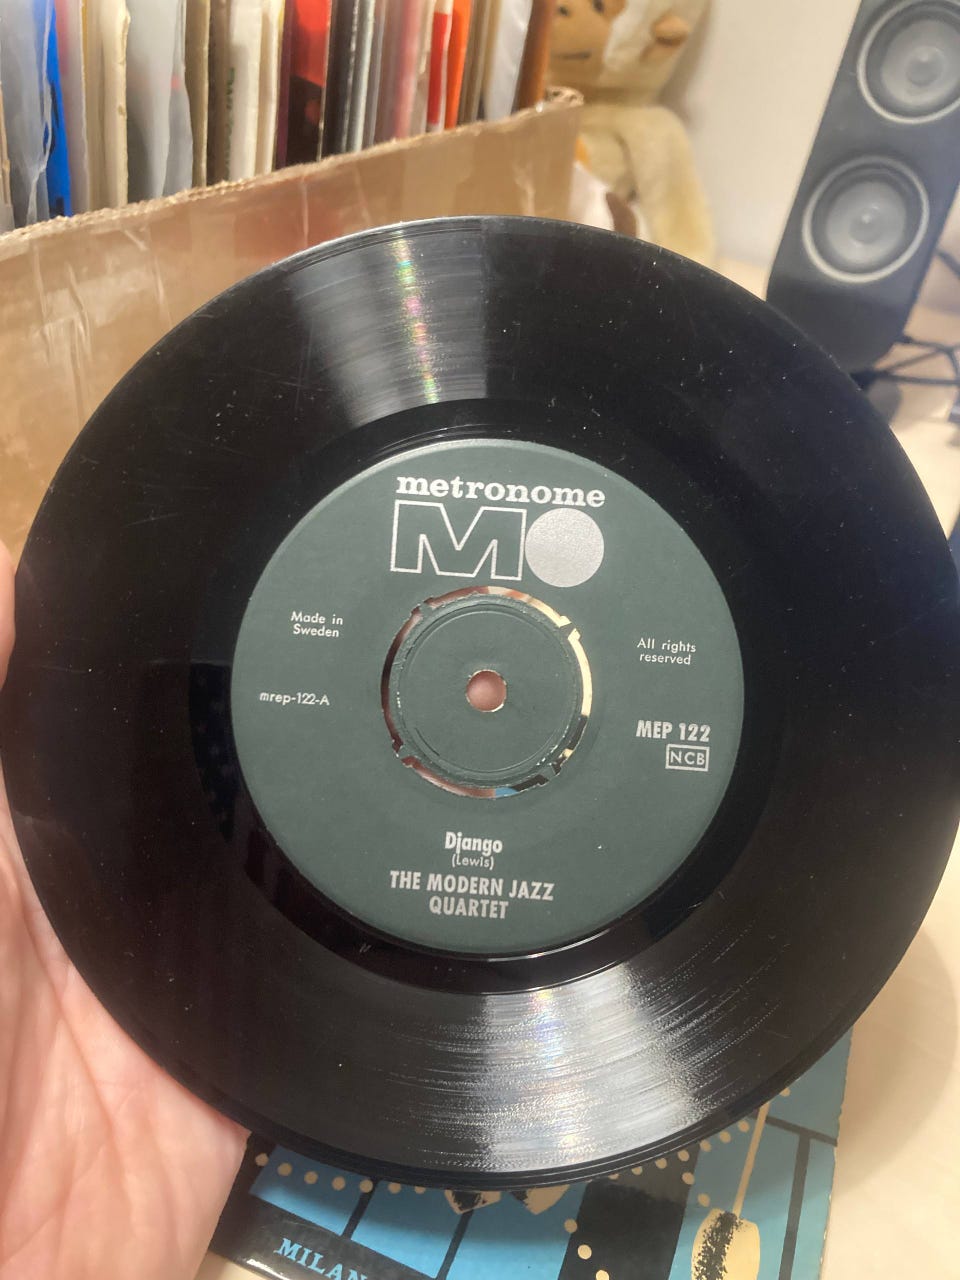 metronome
M
Made in
Sweden
All rights
reserved
mrep-122-A
MEP 122
NCB
Django
(Lewis)
THE MODERN JAZZ
QUARTET
MILAN